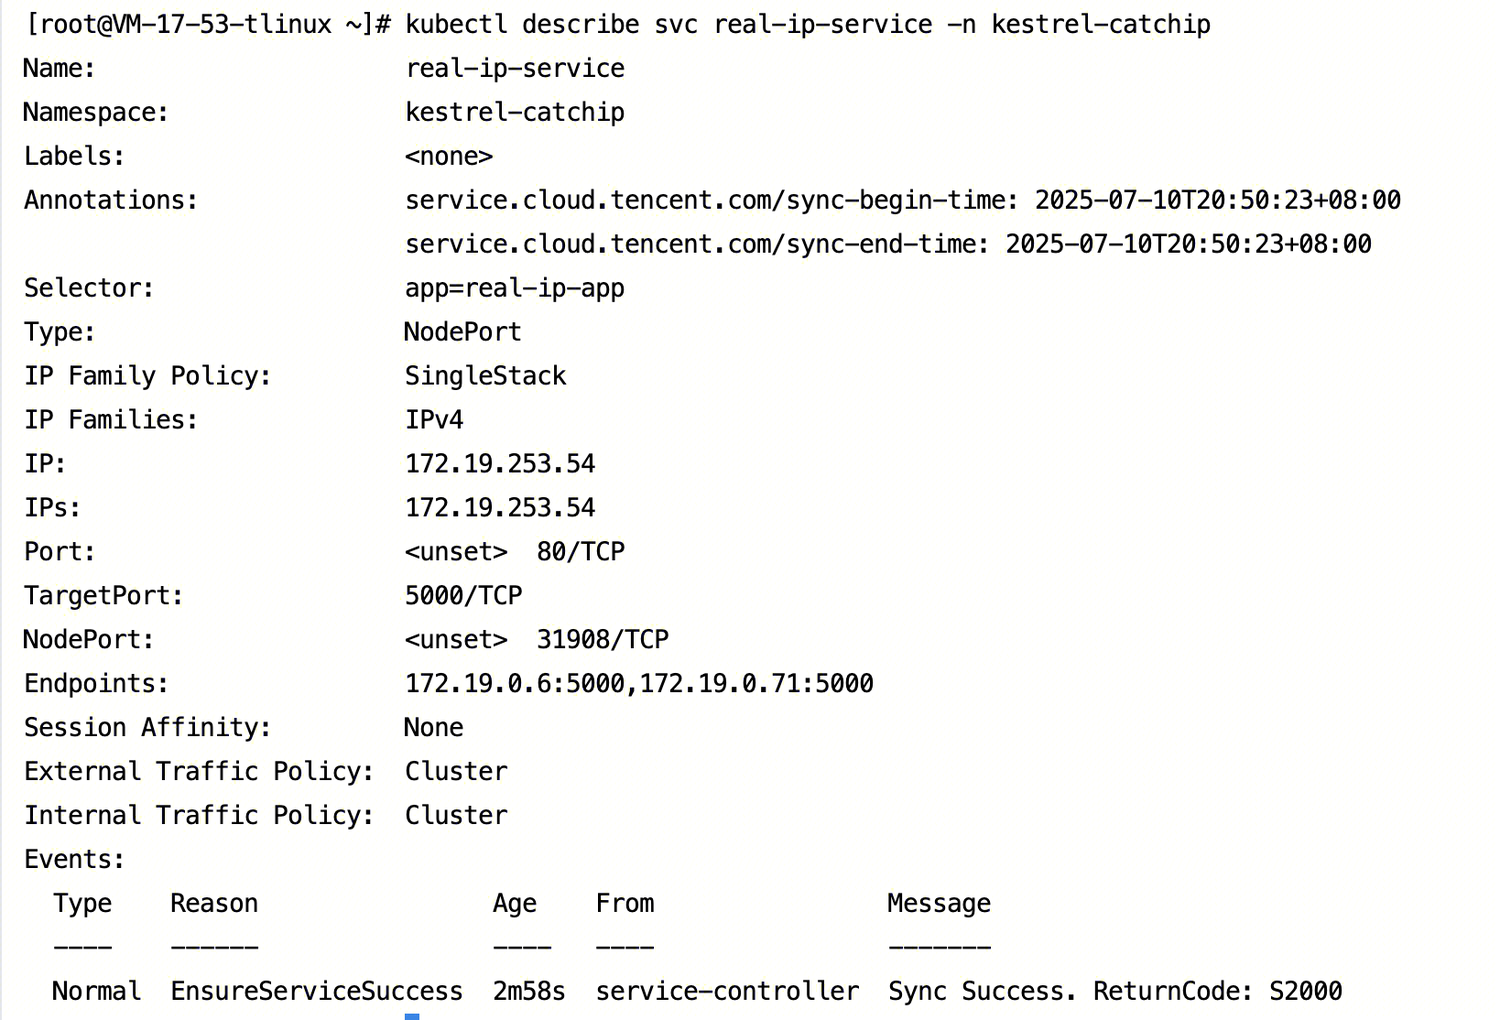 [root@VM-17-53-tlinux ~]# kubectl describe svc real-ip-service -n kestrel-catchip
Name:                     real-ip-service
Namespace:                kestrel-catchip
Labels:                   <none>
Annotations:              service.cloud.tencent.com/sync-begin-time: 2025-07-10T20:50:23+08:00
                          service.cloud.tencent.com/sync-end-time: 2025-07-10T20:50:23+08:00
Selector:                 app=real-ip-app
Type:                     NodePort
IP Family Policy:         SingleStack
IP Families:              IPv4
IP:                       172.19.253.54
IPs:                      172.19.253.54
Port:                     <unset>  80/TCP
TargetPort:               5000/TCP
NodePort:                 <unset>  31908/TCP
Endpoints:                172.19.0.6:5000,172.19.0.71:5000
Session Affinity:         None
External Traffic Policy:  Cluster
Internal Traffic Policy:  Cluster
Events:
  Type    Reason                Age   From                Message
  ----    ------                ----  ----                -------
  Normal  EnsureServiceSuccess  2m58s  service-controller  Sync Success. ReturnCode: S2000